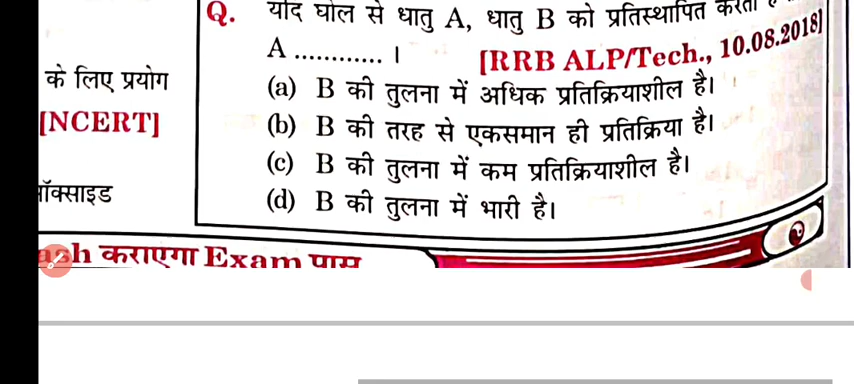 Q. यदि घोल से धातु A, धातु B को प्रतिस्थापित करता
A ............. ।
[RRB ALP/Tech., 10.08.2018]
(a) B की तुलना में अधिक प्रतिक्रियाशील है।
(b) B की तरह से एकसमान ही प्रतिक्रिया है।
(c) B की तुलना में कम प्रतिक्रियाशील है।
(d) B की तुलना में भारी है।
के लिए प्रयोग
[NCERT]
ऑक्साइड
ash कराएगा Exam पास